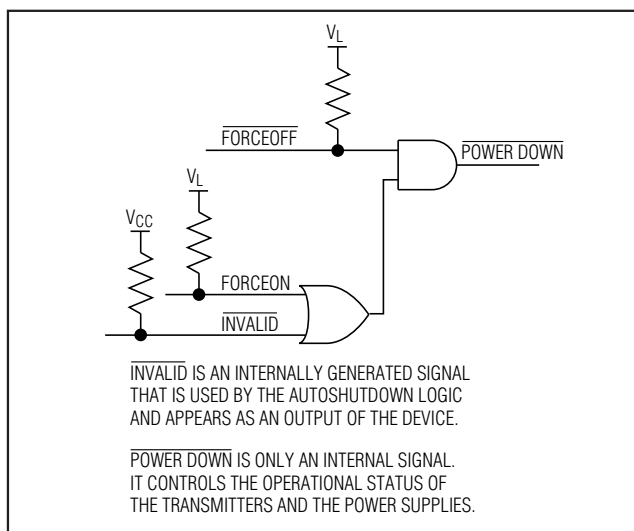 VL
FORCEOFF
POWER DOWN
VL
VCC
FORCEON
INVALID
INVALID IS AN INTERNALLY GENERATED SIGNAL
THAT IS USED BY THE AUTOSHUTDOWN LOGIC
AND APPEARS AS AN OUTPUT OF THE DEVICE.
POWER DOWN IS ONLY AN INTERNAL SIGNAL.
IT CONTROLS THE OPERATIONAL STATUS OF
THE TRANSMITTERS AND THE POWER SUPPLIES.